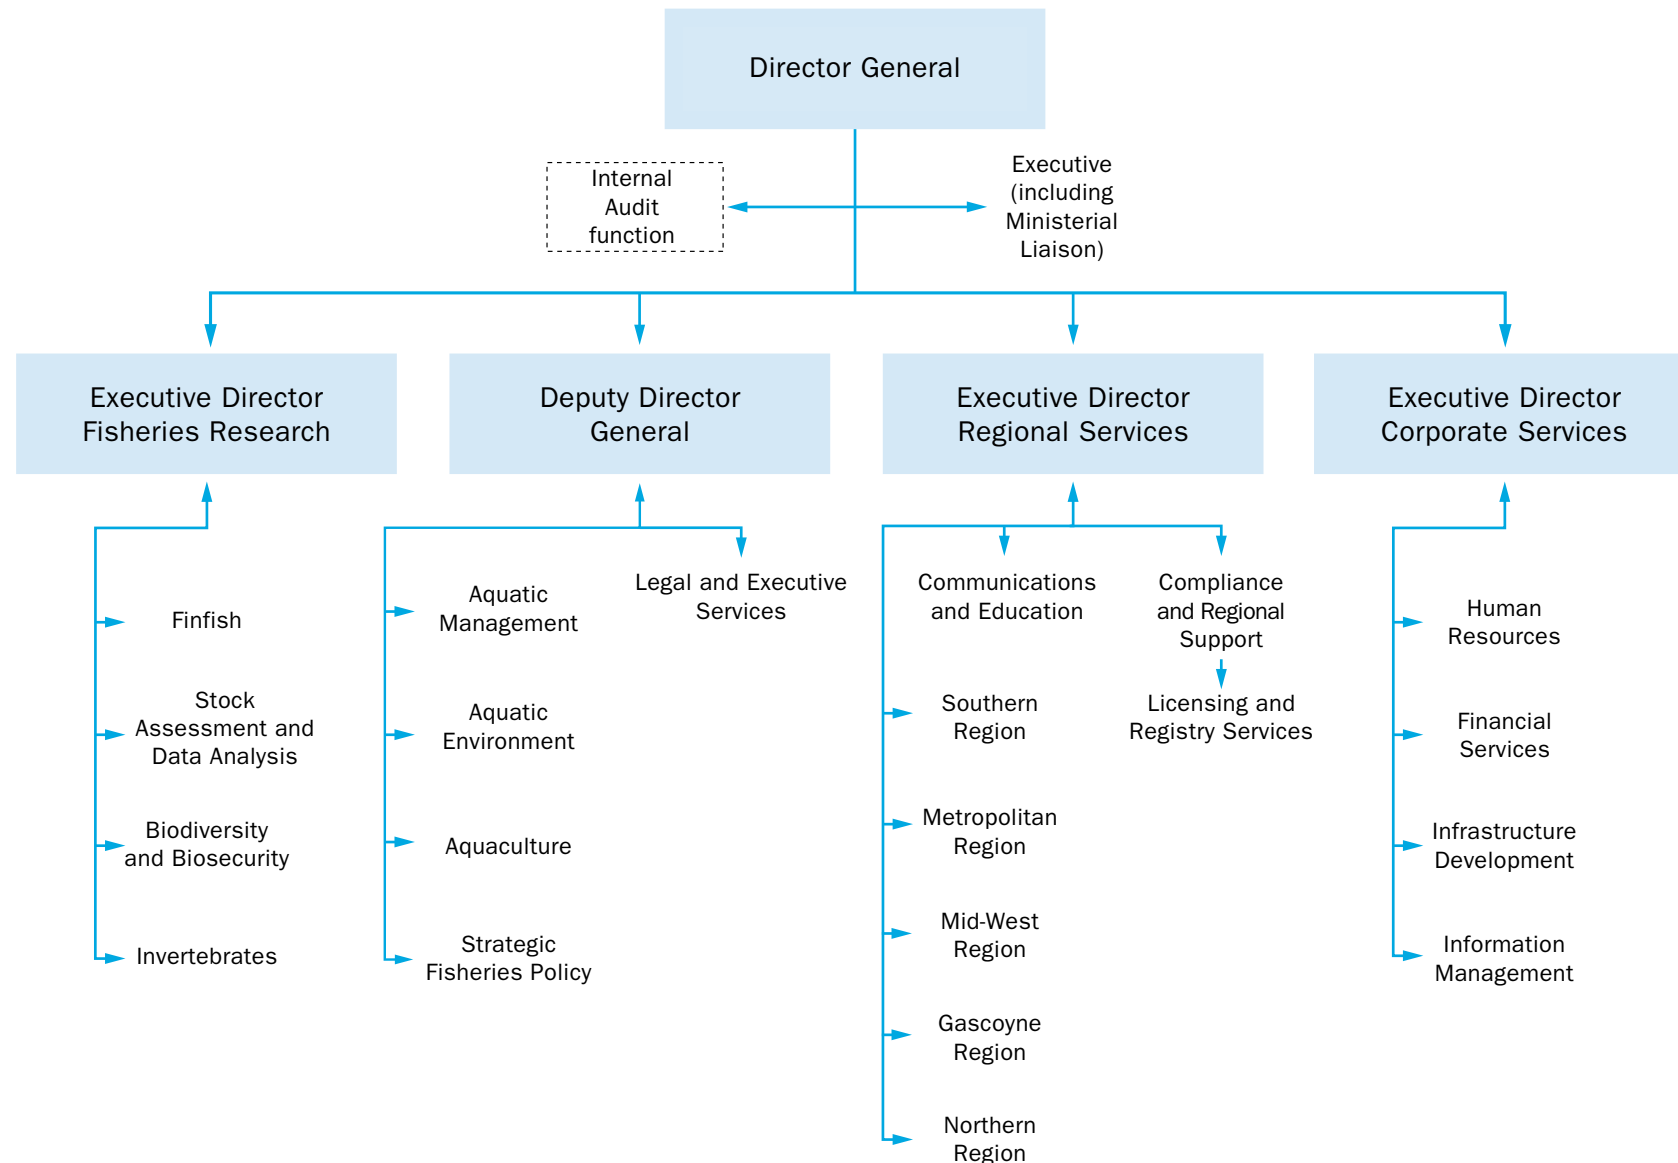 Director General
Internal
Audit
function
Executive
(including
Ministerial
Liaison)
Executive Director
Fisheries Research
Deputy Director
General
Executive Director
Regional Services
Executive Director
Corporate Services
Finfish
Stock
Assessment and
Data Analysis
Biodiversity
and Biosecurity
Invertebrates
Aquatic
Management
Aquatic
Environment
Aquaculture
Strategic
Fisheries Policy
Legal and Executive
Services
Communications
and Education
Southern
Region
Metropolitan
Region
Mid-West
Region
Gascoyne
Region
Northern
Region
Compliance
and Regional
Support
Licensing and
Registry Services
Human
Resources
Financial
Services
Infrastructure
Development
Information
Management